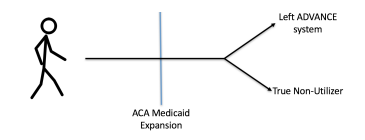 Left ADVANCE
system
True Non-Utilizer
ACA Medicaid
Expansion